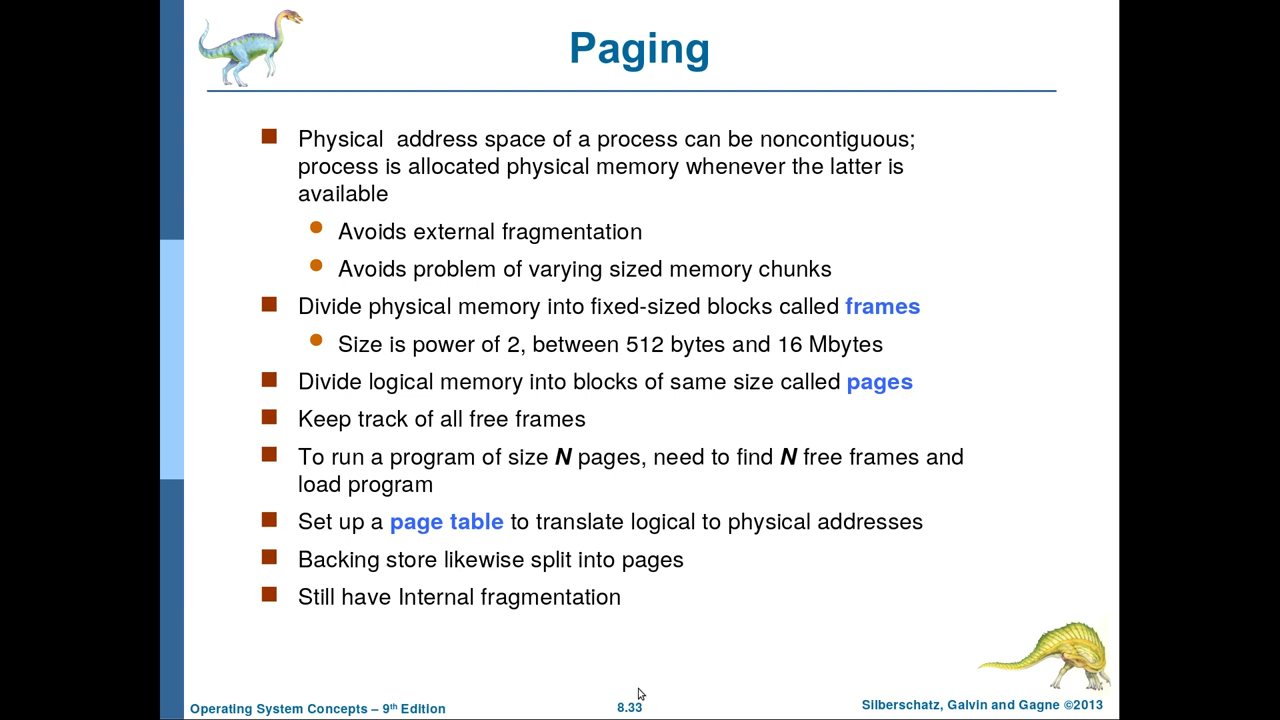 Paging
Physical  address space of a process can be noncontiguous;
process is allocated physical memory whenever the latter is
available
Avoids external fragmentation
Avoids problem of varying sized memory chunks
Divide physical memory into fixed-sized blocks called frames
Size is power of 2, between 512 bytes and 16 Mbytes
Divide logical memory into blocks of same size called pages
Keep track of all free frames
To run a program of size N pages, need to find N free frames and
load program
Set up a page table to translate logical to physical addresses
Backing store likewise split into pages
Still have Internal fragmentation
Operating System Concepts – 9th Edition
8.33
Silberschatz, Galvin and Gagne ©2013